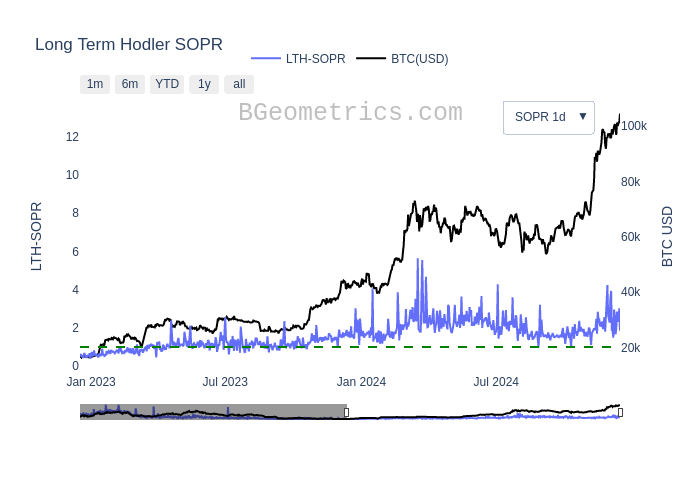 Long Term Hodler SOPR
LTH-SOPR BTC(USD)
1m 6m YTD 1y all
BGeometrics.com
SOPR 1d ▼
12
10
8
6
4
2
0
LTH-SOPR
100k
80k
60k
40k
20k
BTC USD
Jan 2023 Jul 2023 Jan 2024 Jul 2024